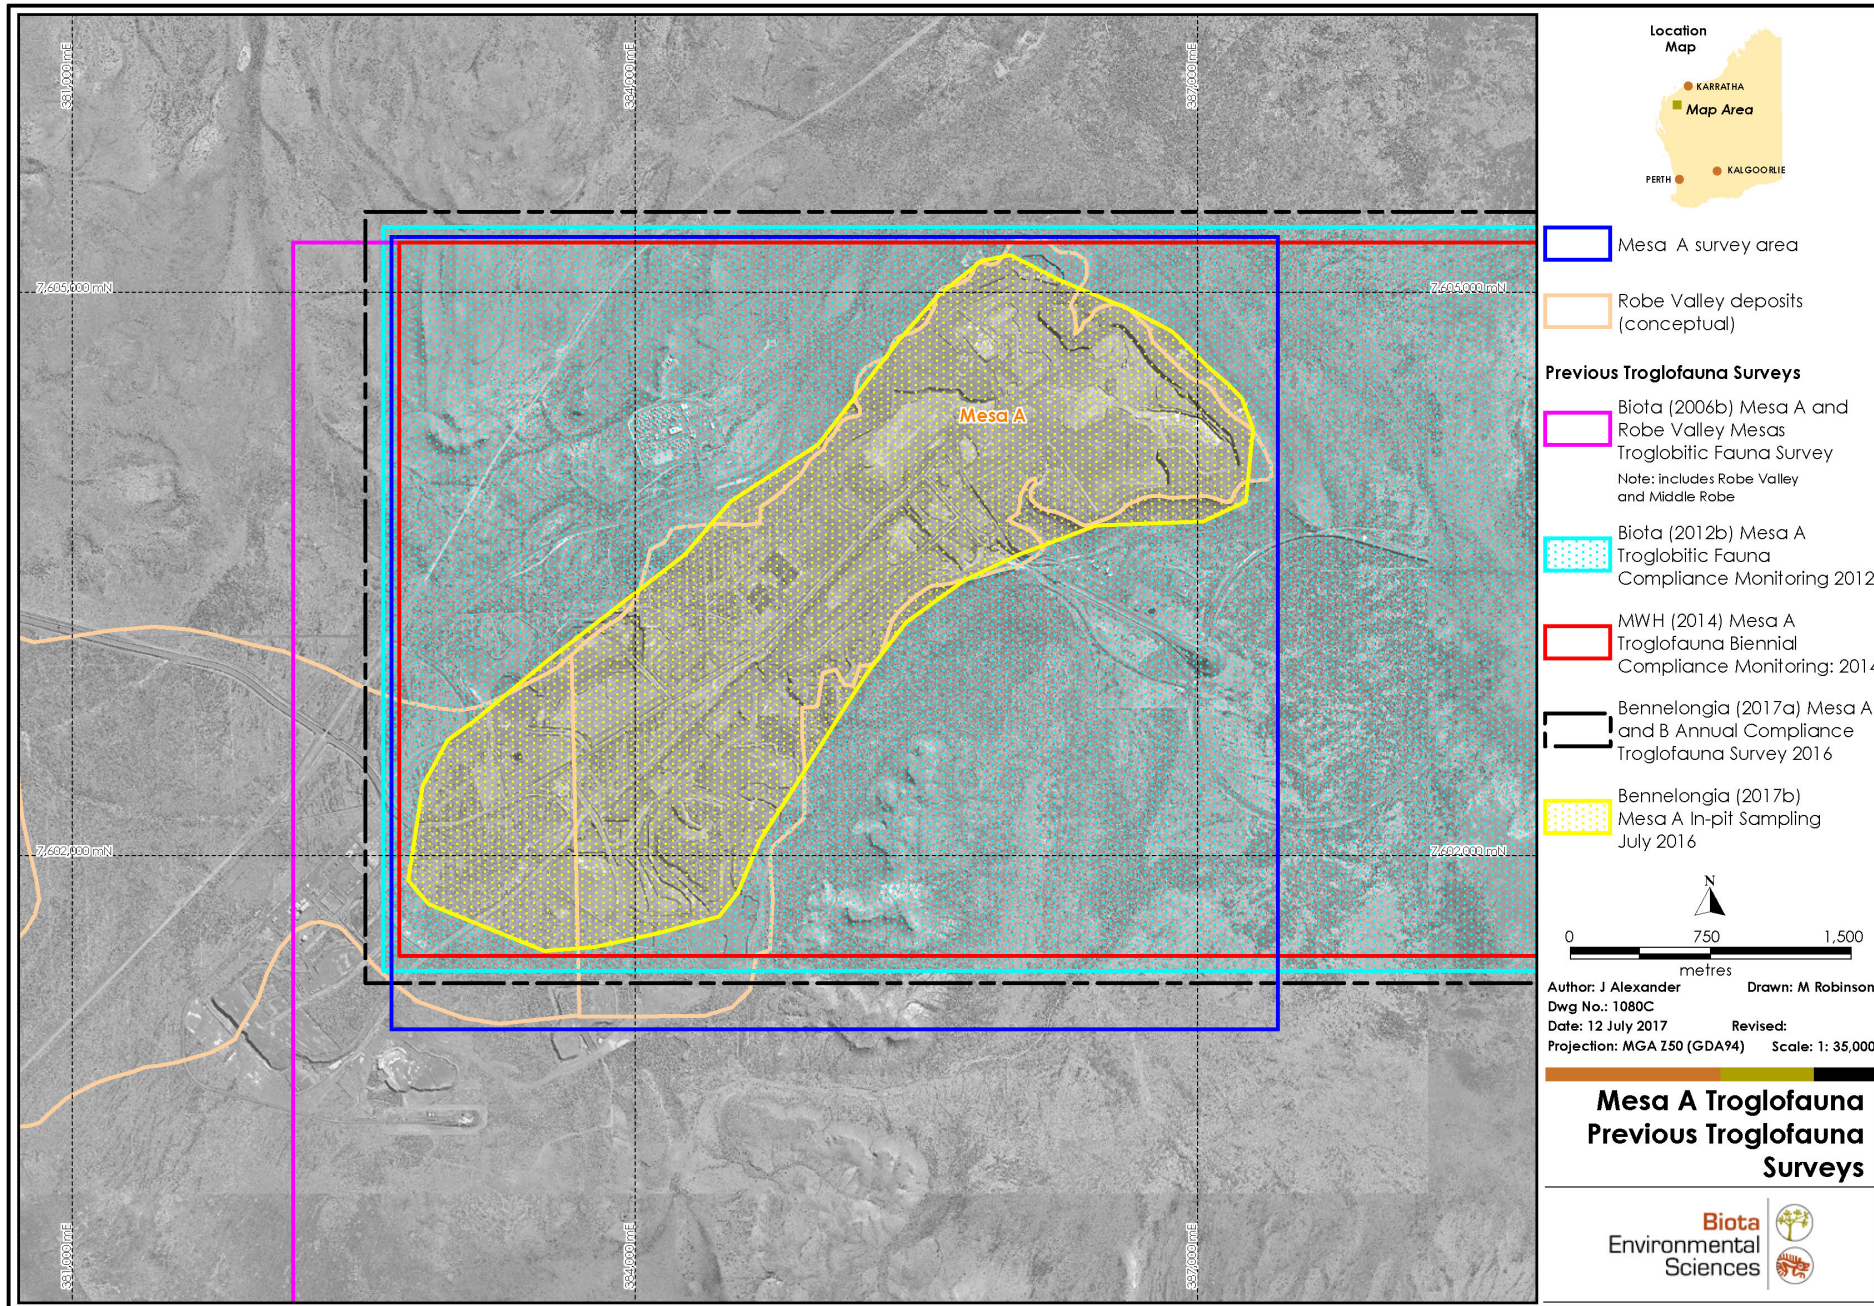 381,000 mE
384,000 mE
387,000 mE
7,605,000 mN
7,605,000 mN
Mesa A
7,602,000 mN
7,602,000 mN
381,000 mE
384,000 mE
387,000 mE
Location
Map
KARRATHA
Map Area
KALGOORLIE
PERTH
Mesa A survey area
Robe Valley deposits
(conceptual)
Previous Troglofauna Surveys
Biota (2006b) Mesa A and
Robe Valley Mesas
Troglobitic Fauna Survey
Note: includes Robe Valley
and Middle Robe
Biota (2012b) Mesa A
Troglobitic Fauna
Compliance Monitoring 2012
MWH (2014) Mesa A
Troglofauna Biennial
Compliance Monitoring: 2014
Bennelongia (2017a) Mesa A
and B Annual Compliance
Troglofauna Survey 2016
Bennelongia (2017b)
Mesa A In-pit Sampling
July 2016
N
0 750 1,500
metres
Author: J Alexander Drawn: M Robinson
Dwg No.: 1080C
Date: 12 July 2017 Revised:
Projection: MGA Z50 (GDA94) Scale: 1: 35,000
Mesa A Troglofauna
Previous Troglofauna
Surveys
Biota
Environmental
Sciences